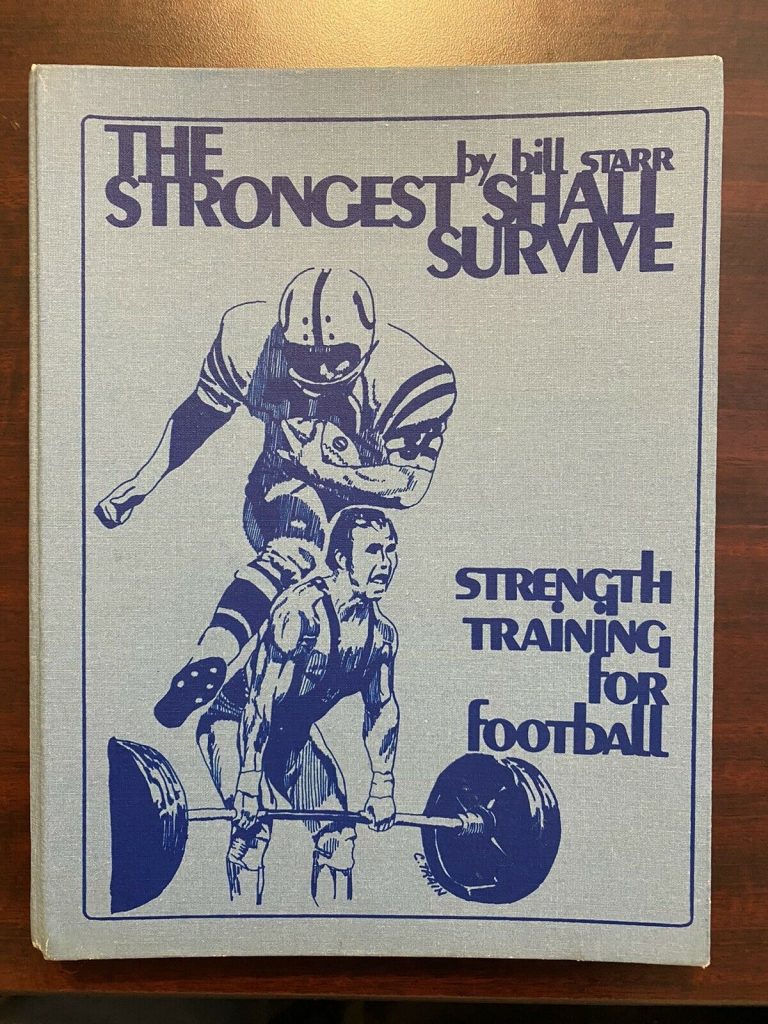 THE
by bill STARR
STRONGEST SHALL
SURVIVE
STRENGTH
TRAiNiNG
foR
football